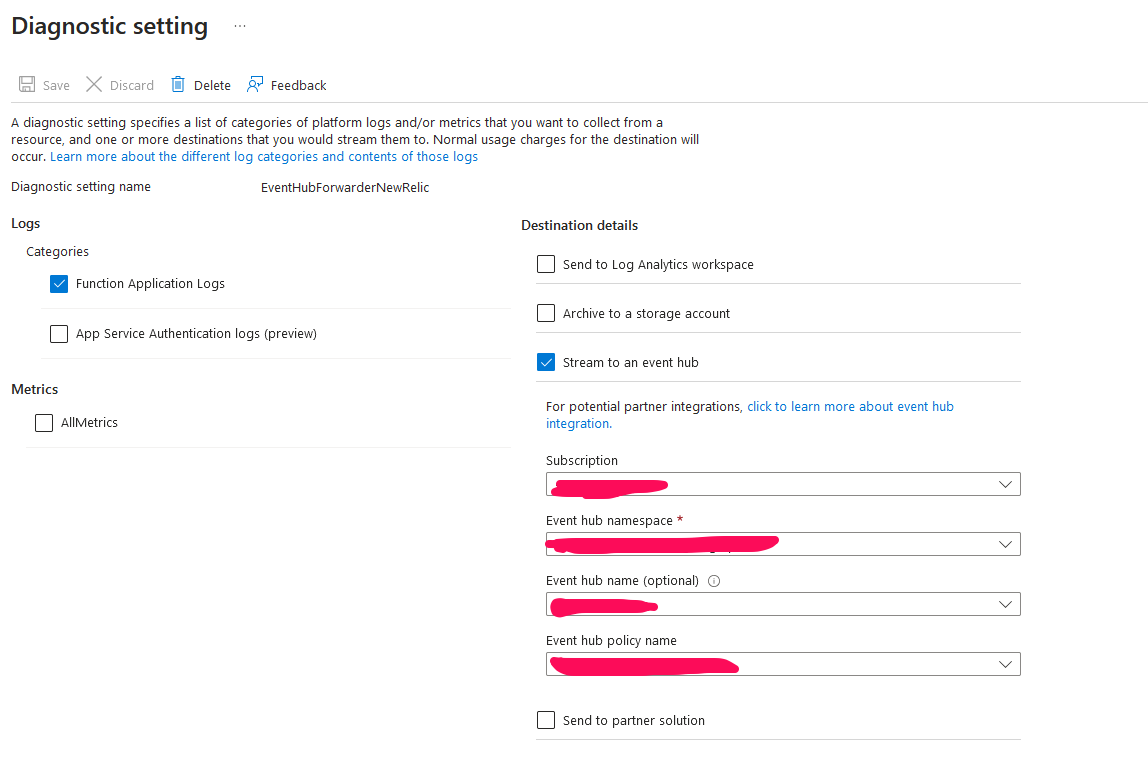 Diagnostic setting ...
Save Discard Delete Feedback
A diagnostic setting specifies a list of categories of platform logs and/or metrics that you want to collect from a
resource, and one or more destinations that you would stream them to. Normal usage charges for the destination will
occur. Learn more about the different log categories and contents of those logs
Diagnostic setting name EventHubForwarderNewRelic
Logs
Categories
Function Application Logs
App Service Authentication logs (preview)
Metrics
AllMetrics
Destination details
Send to Log Analytics workspace
Archive to a storage account
Stream to an event hub
For potential partner integrations, click to learn more about event hub
integration.
Subscription
Event hub namespace *
Event hub name (optional)
Event hub policy name
Send to partner solution